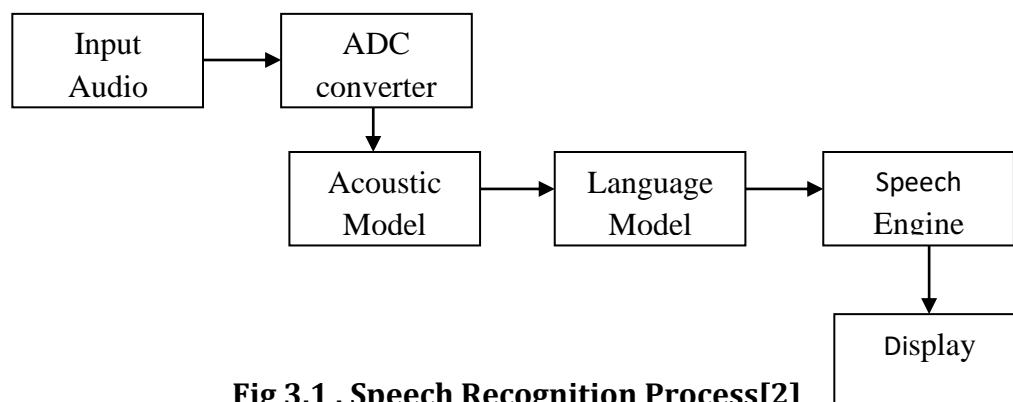 Input
Audio
ADC
converter
Acoustic
Model
Language
Model
Speech
Engine
Display
Fig 3.1 . Speech Recognition Process[2]